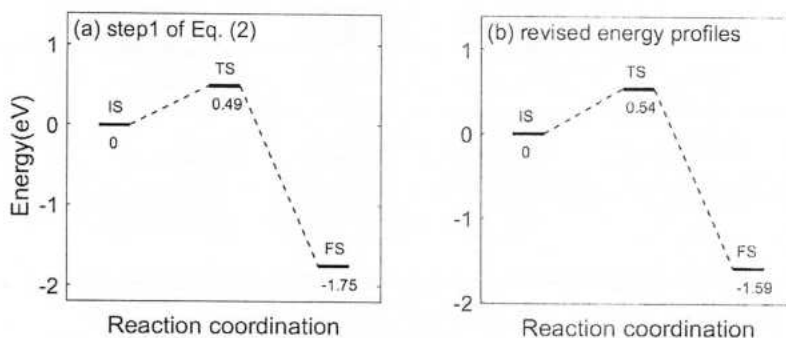 (a) step1 of Eq. (2)
1
TS
0.49
IS
0
0
Energy(eV)
-1
FS
-1.75
-2
Reaction coordination
(b) revised energy profiles
1
TS
0.54
IS
0
0
-1
FS
-1.59
-2
Reaction coordination